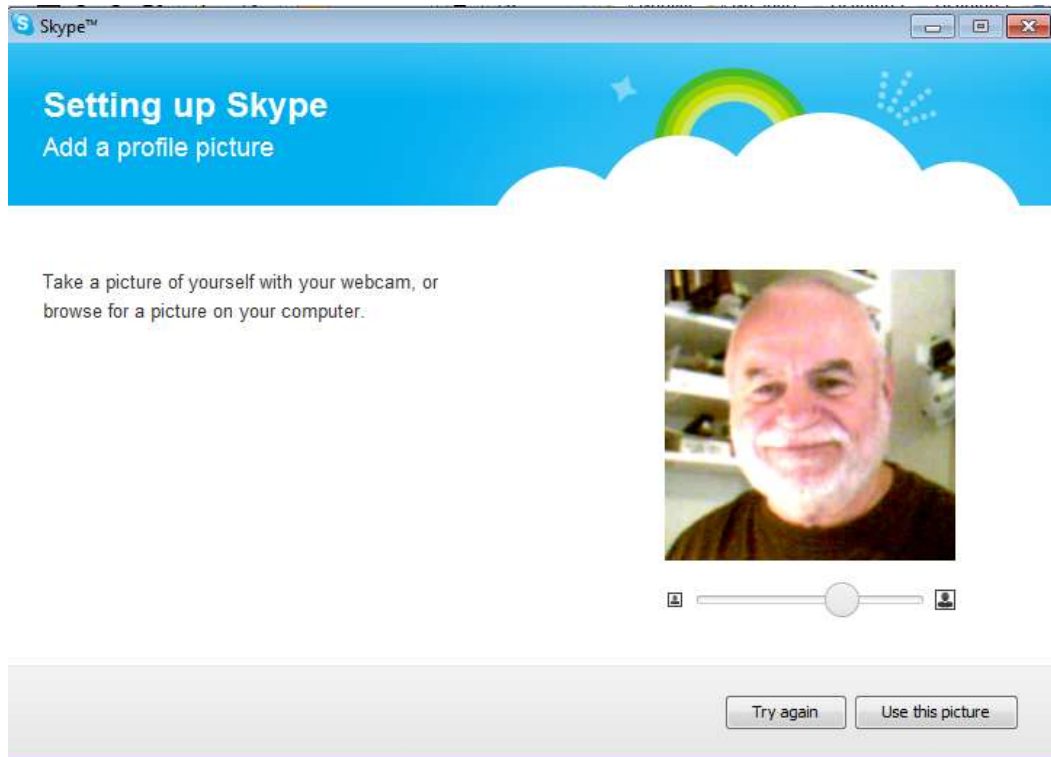 Skype™
Setting up Skype
Add a profile picture
Take a picture of yourself with your webcam, or
browse for a picture on your computer.
Try again
Use this picture